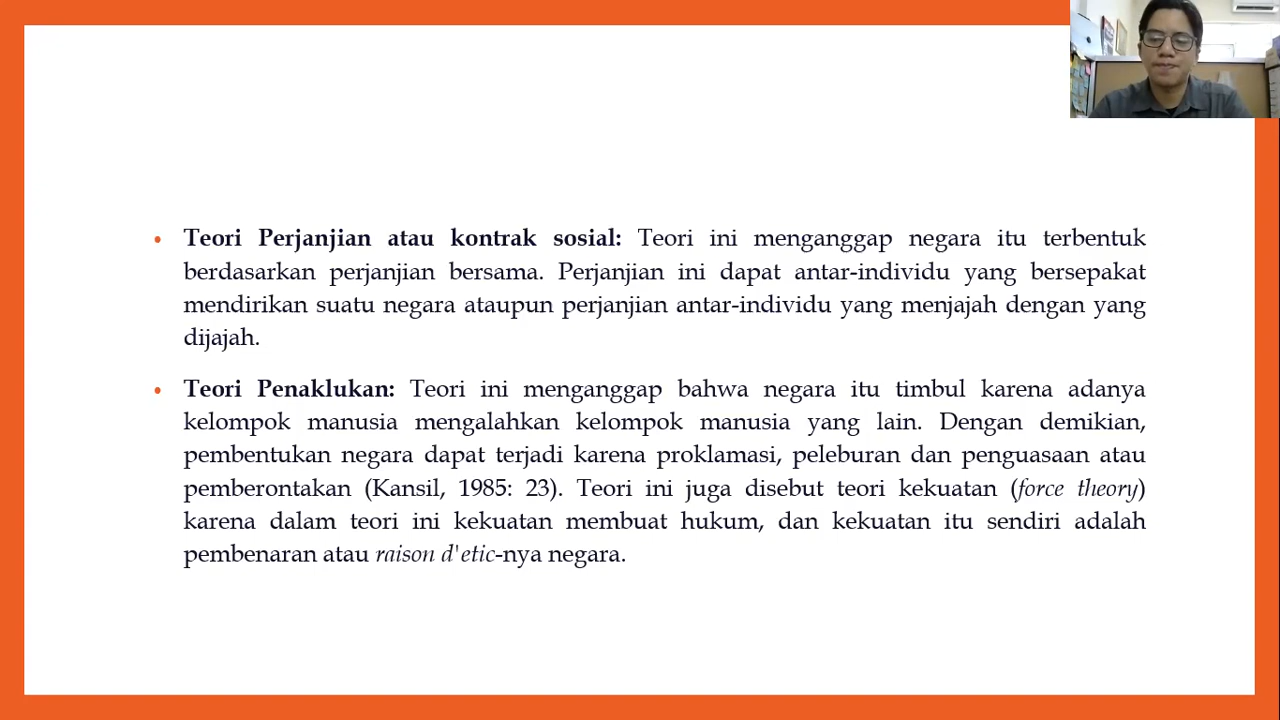 • Teori Perjanjian atau kontrak sosial: Teori ini menganggap negara itu terbentuk
berdasarkan perjanjian bersama. Perjanjian ini dapat antar-individu yang bersepakat
mendirikan suatu negara ataupun perjanjian antar-individu yang menjajah dengan yang
dijajah.
• Teori Penaklukan: Teori ini menganggap bahwa negara itu timbul karena adanya
kelompok manusia mengalahkan kelompok manusia yang lain. Dengan demikian,
pembentukan negara dapat terjadi karena proklamasi, peleburan dan penguasaan atau
pemberontakan (Kansil, 1985: 23). Teori ini juga disebut teori kekuatan (force theory)
karena dalam teori ini kekuatan membuat hukum, dan kekuatan itu sendiri adalah
pembenaran atau raison d'etic-nya negara.